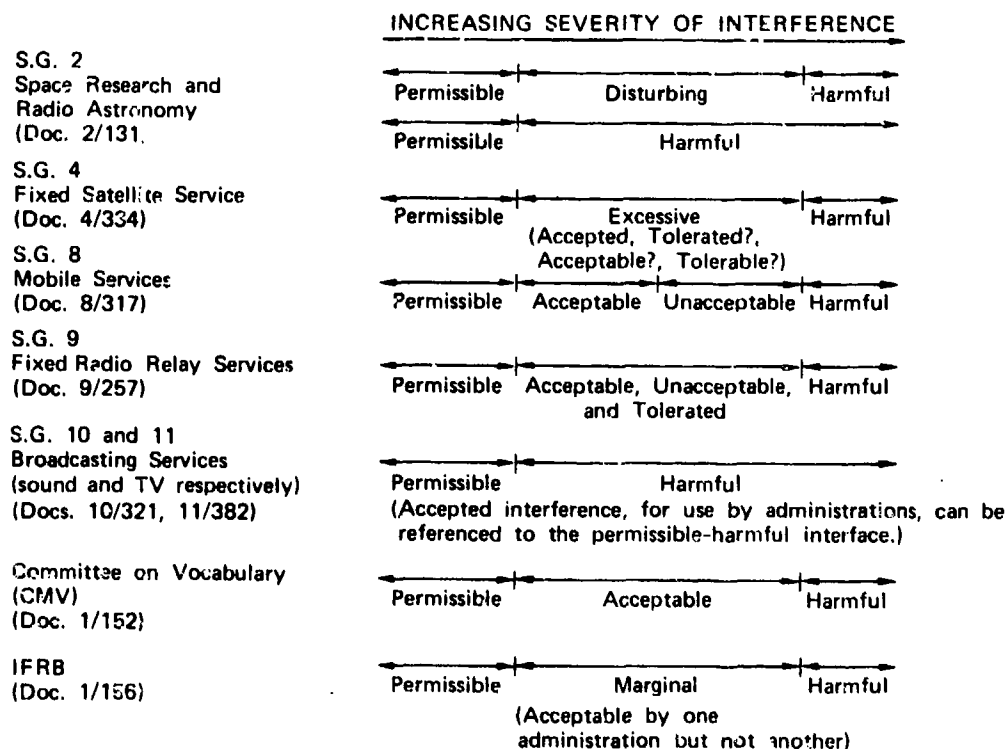 INCREASING SEVERITY OF INTERFERENCE
S.G. 2
Space Research and
Radio Astronomy
(Doc. 2/131.
Permissible Disturbing Harmful
Permissible Harmful
S.G. 4
Fixed Satellite Service
(Doc. 4/334)
Permissible Excessive Harmful
(Accepted, Tolerated?,
Acceptable?, Tolerable?)
S.G. 8
Mobile Services
(Doc. 8/317)
Permissible Acceptable Unacceptable Harmful
S.G. 9
Fixed Radio Relay Services
(Doc. 9/257)
Permissible Acceptable, Unacceptable, Harmful
and Tolerated
S.G. 10 and 11
Broadcasting Services
(sound and TV respectively)
(Docs. 10/321, 11/382)
Permissible Harmful
(Accepted interference, for use by administrations, can be
referenced to the permissible-harmful interface.)
Committee on Vocabulary
(CMV)
(Doc. 1/152)
Permissible Acceptable Harmful
IFRB
(Doc. 1/156)
Permissible Marginal Harmful
(Acceptable by one
administration but not another)